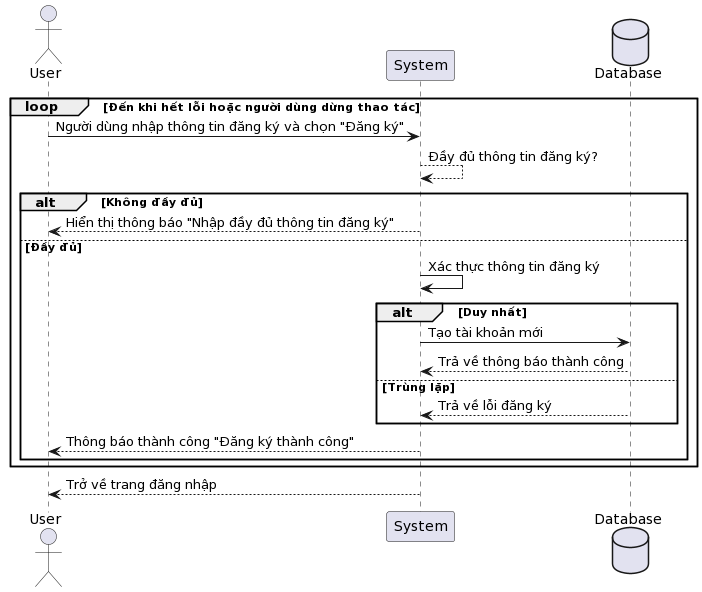 User
System
Database
loop [Đến khi hết lỗi hoặc người dùng dừng thao tác]
Người dùng nhập thông tin đăng ký và chọn "Đăng ký"
Đầy đủ thông tin đăng ký?
alt [Không đầy đủ]
Hiển thị thông báo "Nhập đầy đủ thông tin đăng ký"
[Đầy đủ]
Xác thực thông tin đăng ký
alt [Duy nhất]
Tạo tài khoản mới
Trả về thông báo thành công
[Trùng lặp]
Trả về lỗi đăng ký
Thông báo thành công "Đăng ký thành công"
Trở về trang đăng nhập
User
System
Database